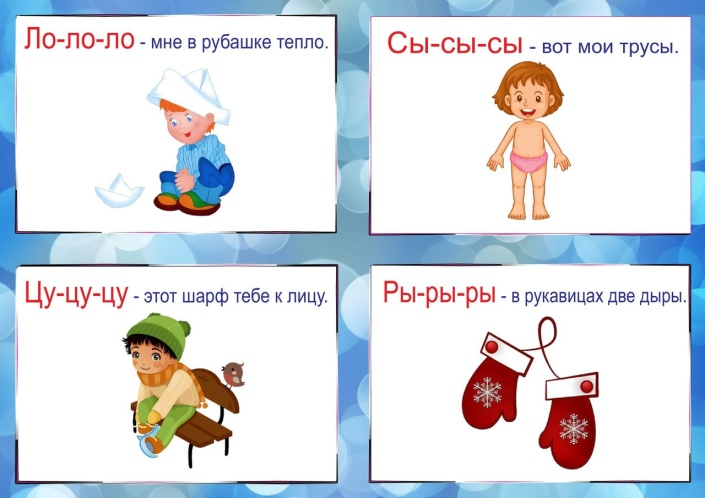 Ло-ло-ло - мне в рубашке тепло.
Сы-сы-сы - вот мои трусы.
Цу-цу-цу - этот шарф тебе к лицу.
Ры-ры-ры - в рукавицах две дыры.